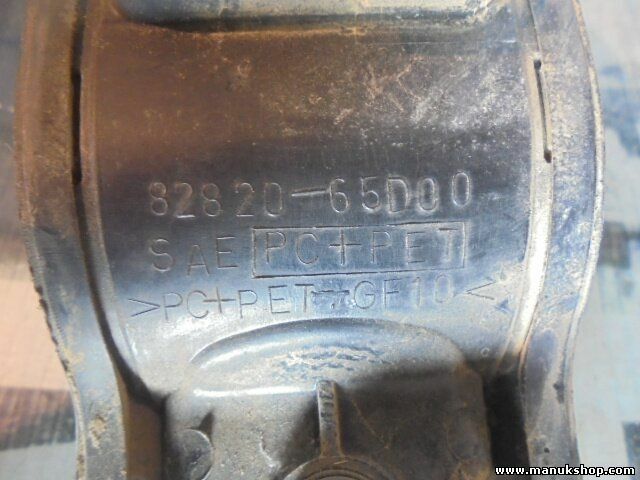 82820-65D00
SAE PC+PET
>PC+PET-GF10<
www.manukshop.com